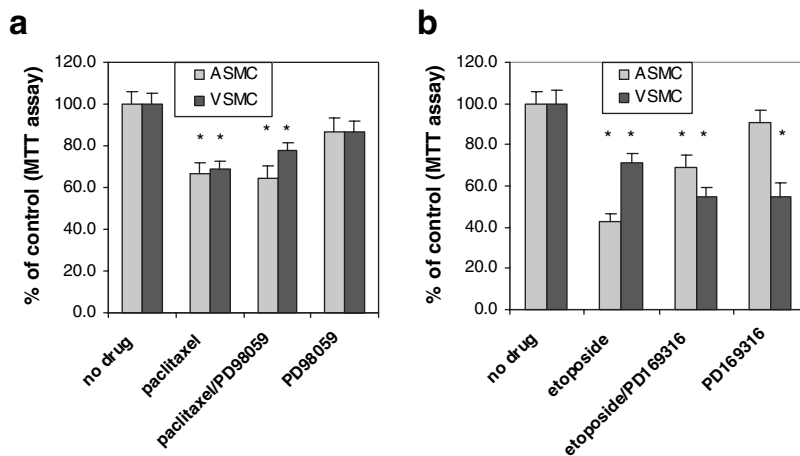 a
% of control (MTT assay)
120.0
100.0
80.0
60.0
40.0
20.0
0.0
ASMC
VSMC
* *
* *
no drug
paclitaxel
paclitaxel/PD98059
PD98059
b
% of control (MTT assay)
120.0
100.0
80.0
60.0
40.0
20.0
0.0
ASMC
VSMC
* *
* *
*
no drug
etoposide
etoposide/PD169316
PD169316